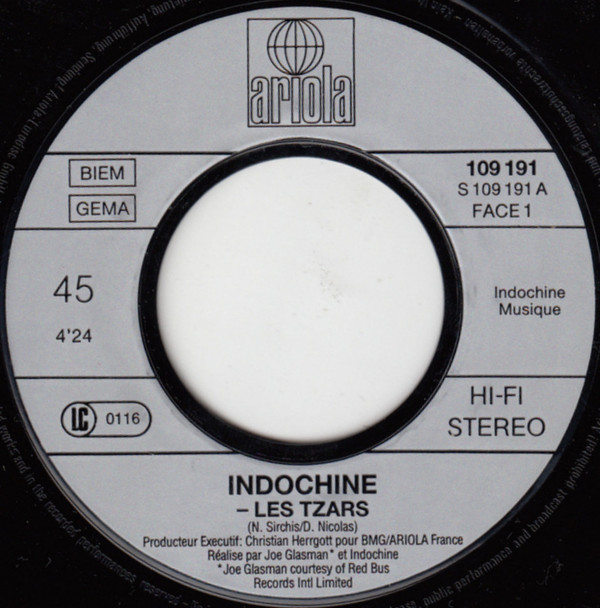 ariola
BIEM
GEMA
109 191
S 109 191 A
FACE 1
45
4'24
Indochine
Musique
LC 0116
HI-FI
STEREO
INDOCHINE
– LES TZARS
(N. Sirchis/D. Nicolas)
Producteur Executif: Christian Herrgott pour BMG/ARIOLA France
Réalise par Joe Glasman* et Indochine
*Joe Glasman courtesy of Red Bus
Records Intl Limited